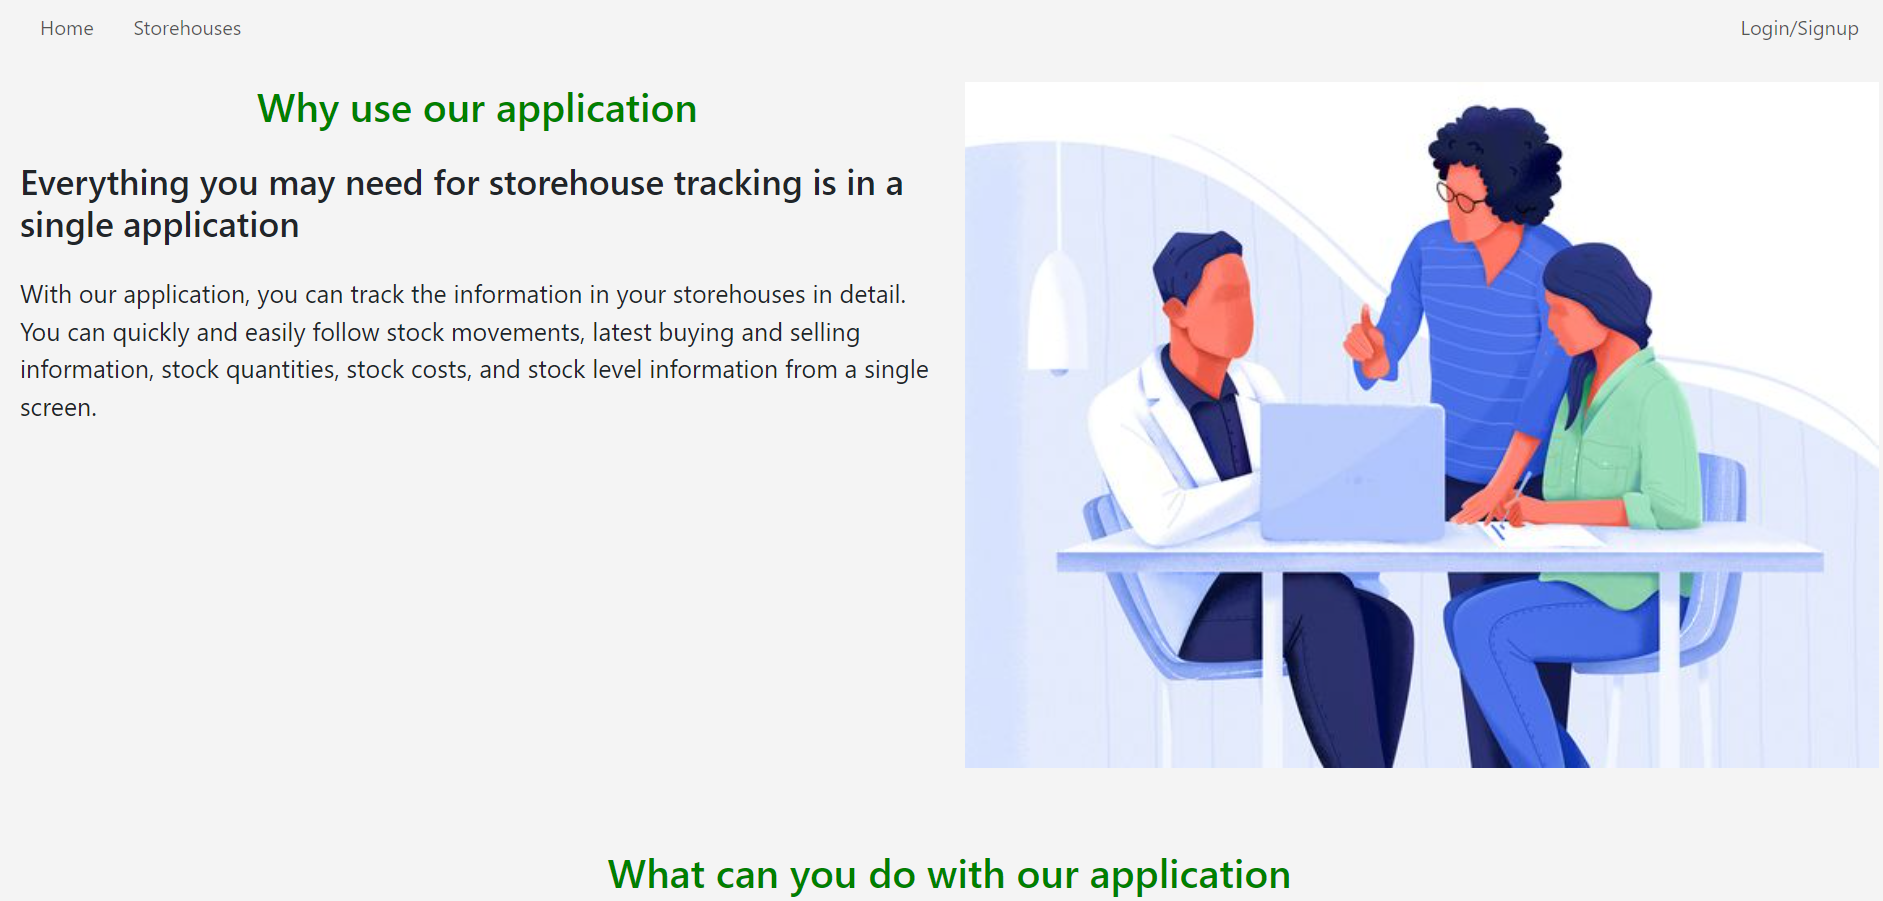 Home Storehouses Login/Signup
Why use our application
Everything you may need for storehouse tracking is in a
single application
With our application, you can track the information in your storehouses in detail.
You can quickly and easily follow stock movements, latest buying and selling
information, stock quantities, stock costs, and stock level information from a single
screen.
What can you do with our application